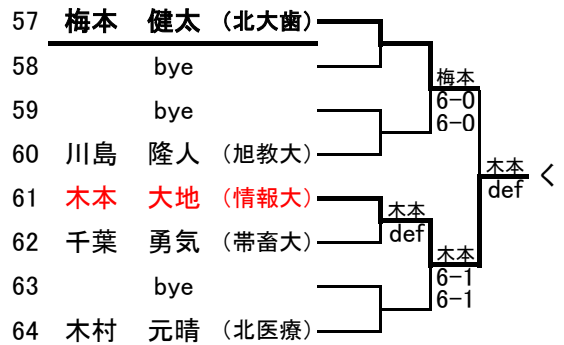 57 梅本 健太 (北大歯)
58 bye
59 bye
60 川島 隆人 (旭教大)
61 木本 大地 (情報大)
62 千葉 勇気 (帯畜大)
63 bye
64 木村 元晴 (北医療)
梅本
6-0
6-0
木本
def
木本
6-1
6-1
木本
def
く